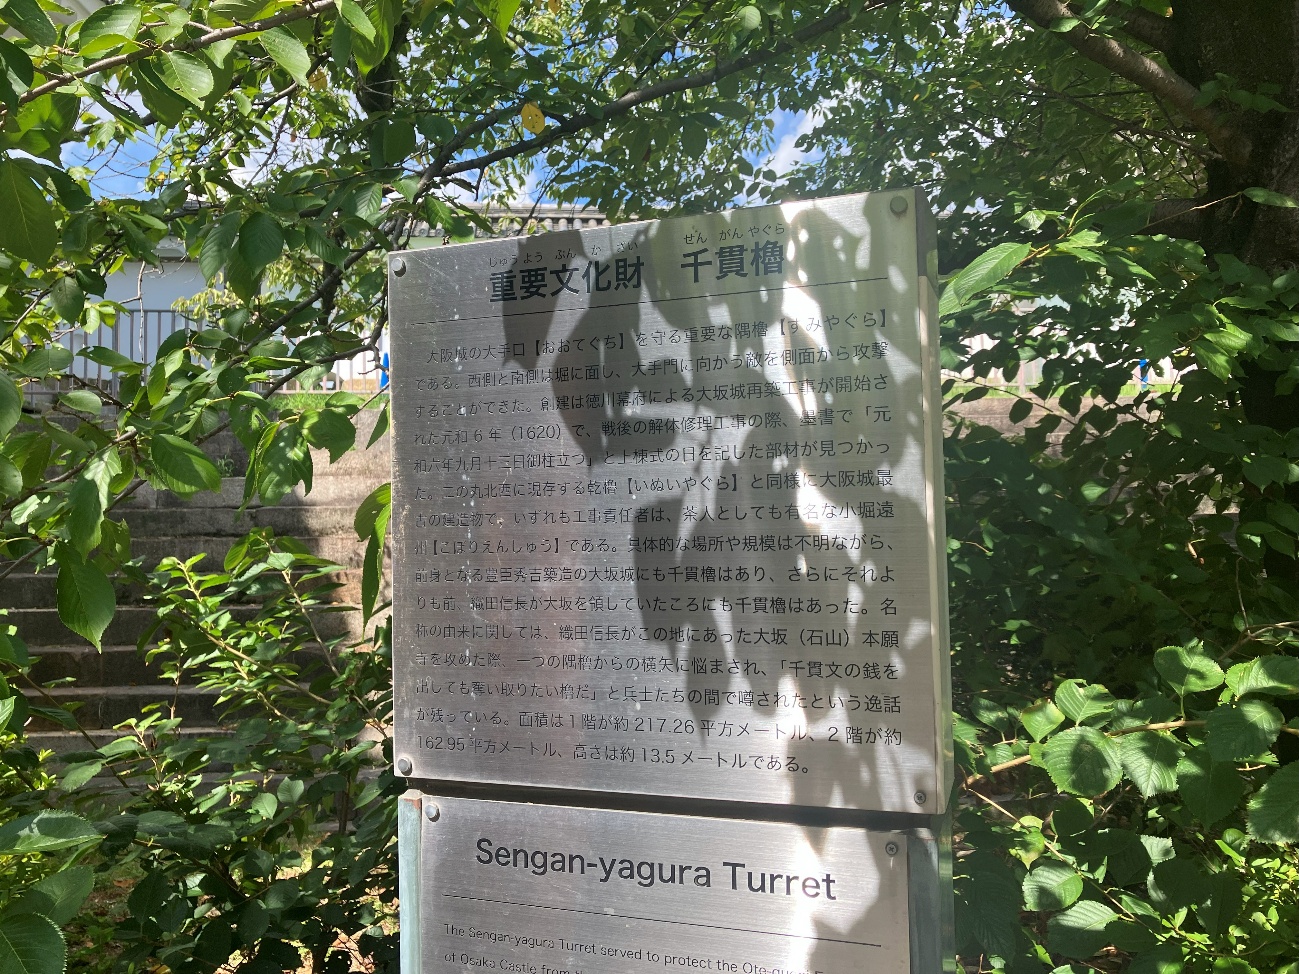 じゅうようぶんかざい せんがんやぐら
重要文化財 千貫櫓
大阪城の大手口【おおてぐち】を守る重要な隅櫓【すみやぐら】
である。西側と南側は堀に面し、大手門に向かう敵を側面から攻撃
することができた。創建は徳川幕府による大坂城再築工事が開始さ
れた元和6年（1620）で、戦後の解体修理工事の際、墨書で「元
和六年九月十三日御柱立つ」と上棟式の日を記した部材が見つかっ
た。二の丸北西に現存する乾櫓【いぬいやぐら】と同様に大阪城最
古の建造物で、いずれも工事責任者は、茶人としても有名な小堀遠
州【こぼりえんしゅう】である。具体的な場所や規模は不明ながら、
前身となる豊臣秀吉築造の大坂城にも千貫櫓はあり、さらにそれよ
りも前、織田信長が大坂を領していたころにも千貫櫓はあった。名
称の由来に関しては、織田信長がこの地にあった大坂（石山）本願
寺を攻めた際、一つの隅櫓からの横矢に悩まされ、「千貫文の銭を
出しても奪い取りたい櫓だ」と兵士たちの間で噂されたという逸話
が残っている。面積は1階が約217.26平方メートル、2階が約
162.95平方メートル、高さは約13.5メートルである。
Sengan-yagura Turret
The Sengan-yagura Turret served to protect the
of Osaka Castle from